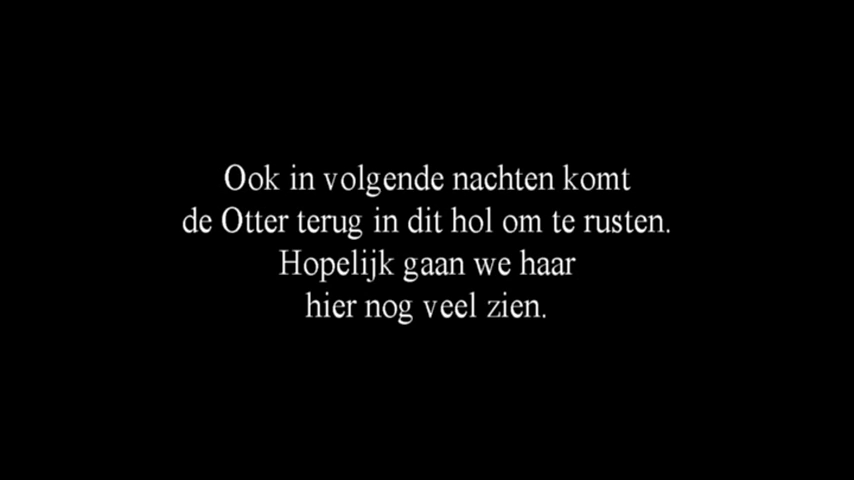 Ook in volgende nachten komt
de Otter terug in dit hol om te rusten.
Hopelijk gaan we haar
hier nog veel zien.